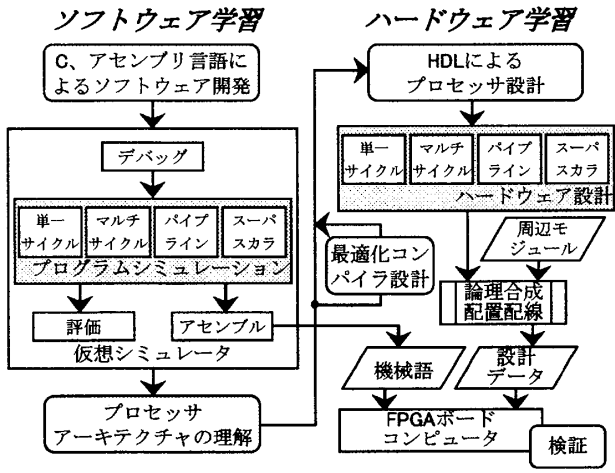 ソフトウェア学習
C、アセンブリ言語に
よるソフトウェア開発
デバッグ
単一
サイクル
マルチ
サイクル
パイプ
ライン
スーパ
スカラ
プログラムシミュレーション
評価
アセンブル
仮想シミュレータ
プロセッサ
アーキテクチャの理解
最適化コン
パイラ設計
ハードウェア学習
HDLによる
プロセッサ設計
単一
サイクル
マルチ
サイクル
パイプ
ライン
スーパ
スカラ
ハードウェア設計
周辺モ
ジュール
論理合成
配置配線
機械語
設計
データ
FPGAボード
コンピュータ
検証